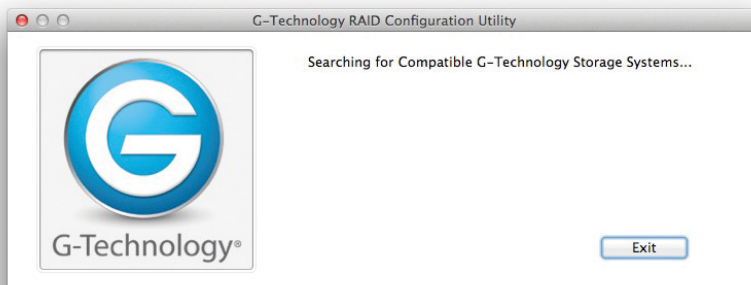 G-Technology RAID Configuration Utility
Searching for Compatible G-Technology Storage Systems...
G
G-Technology®
Exit